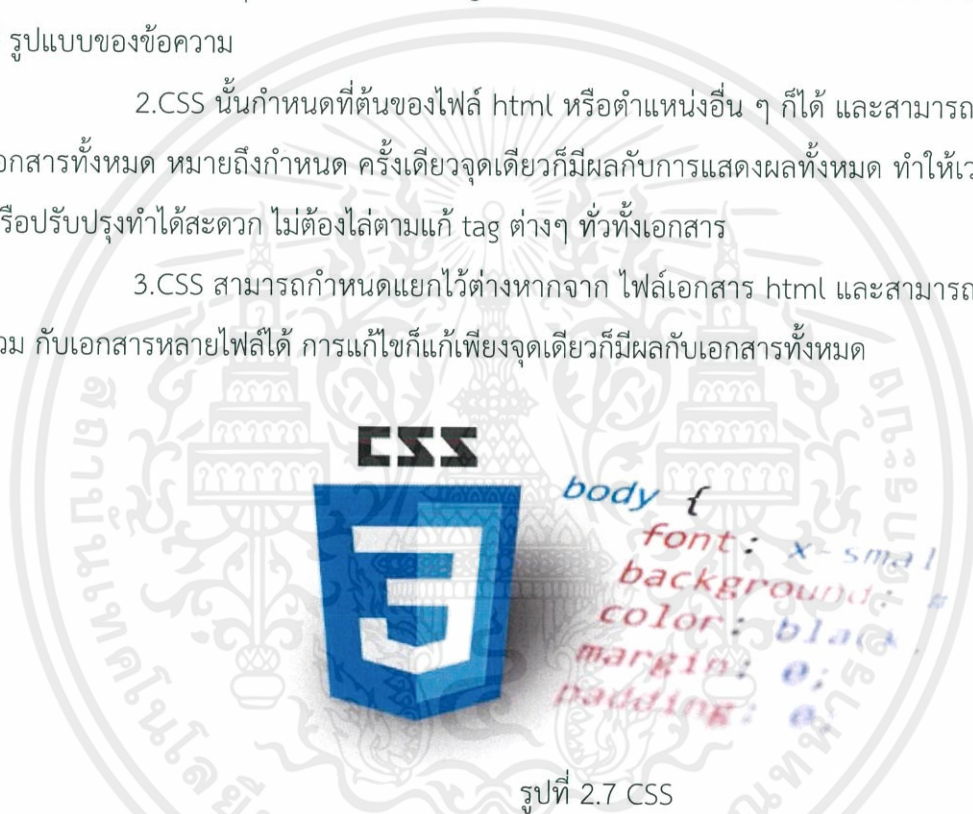 รูปแบบของข้อความ
2.CSS นั้นกำหนดที่ต้นของไฟล์ html หรือตำแหน่งอื่น ๆ ก็ได้ และสามารถ
อกสารทั้งหมด หมายถึงกำหนด ครั้งเดียวจุดเดียวก็มีผลกับการแสดงผลทั้งหมด ทำให้เว
รือปรับปรุงทำได้สะดวก ไม่ต้องไล่ตามแก้ tag ต่างๆ ทั่วทั้งเอกสาร
3.CSS สามารถกำหนดแยกไว้ต่างหากจาก ไฟล์เอกสาร html และสามารถ
วม กับเอกสารหลายไฟล์ได้ การแก้ไขก็แก้เพียงจุดเดียวก็มีผลกับเอกสารทั้งหมด
CSS
3
body {
font: x-smal
background: #
color: black
margin: 0;
padding: 0
รูปที่ 2.7 CSS